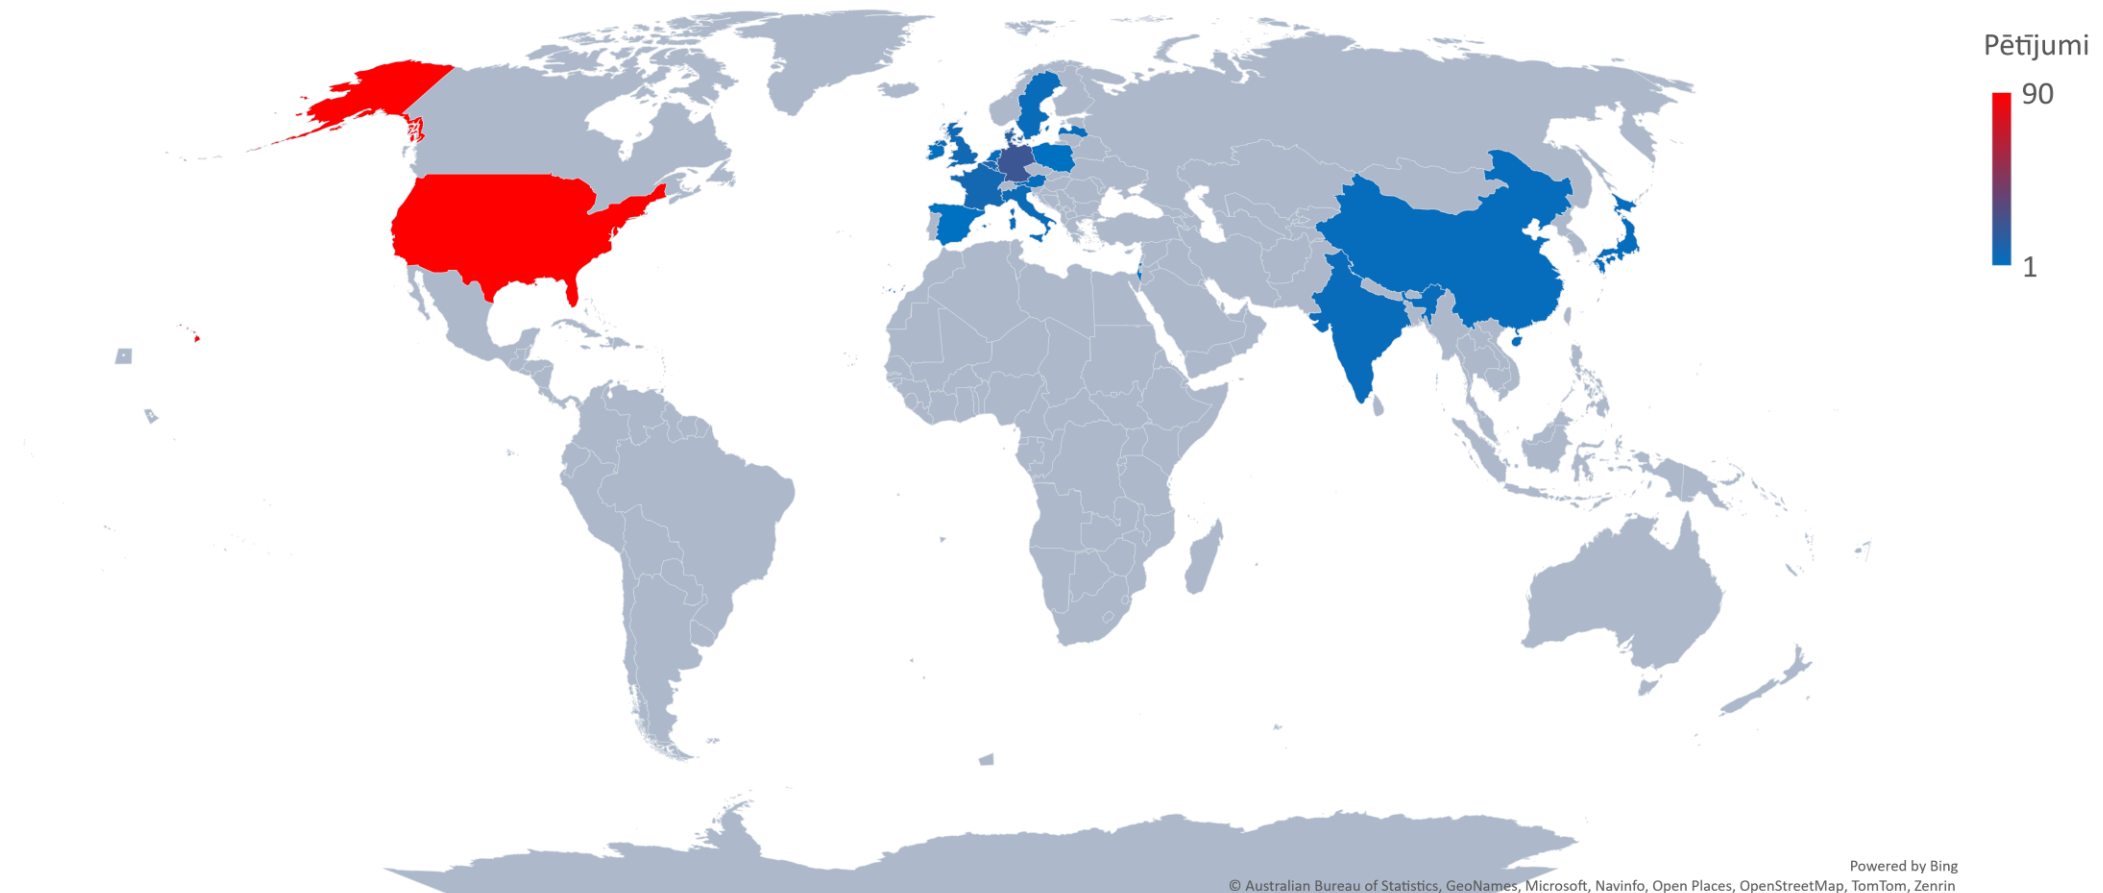 Pētījumi
90
1
Powered by Bing
© Australian Bureau of Statistics, GeoNames, Microsoft, Navinfo, Open Places, OpenStreetMap, TomTom, Zenrin